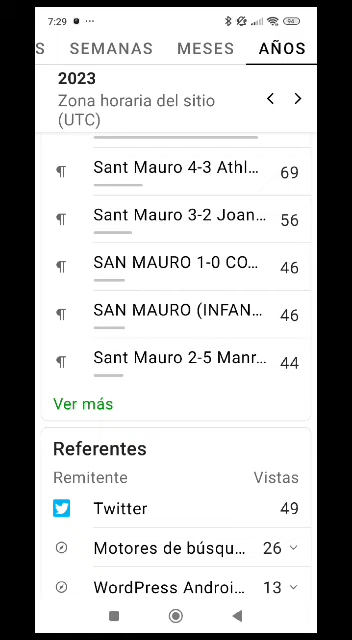 7:29
S SEMANAS MESES AÑOS
2023
Zona horaria del sitio
(UTC)
Sant Mauro 4-3 Athl... 69
Sant Mauro 3-2 Joan... 56
SAN MAURO 1-0 CO... 46
SAN MAURO (INFAN... 46
Sant Mauro 2-5 Manr... 44
Ver más
Referentes
Remitente Vistas
Twitter 49
Motores de búsqu... 26
WordPress Androi... 13